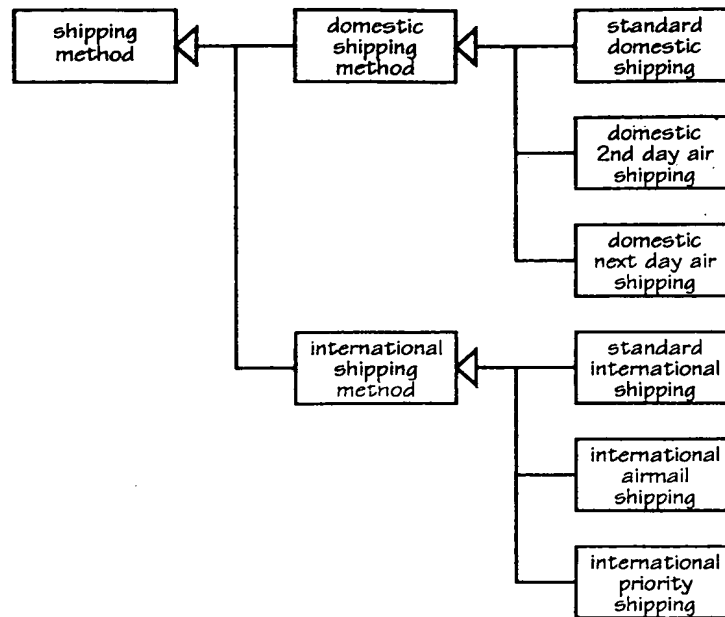 shipping
method
domestic
shipping
method
standard
domestic
shipping
domestic
2nd day air
shipping
domestic
next day air
shipping
international
shipping
method
standard
international
shipping
international
airmail
shipping
international
priority
shipping